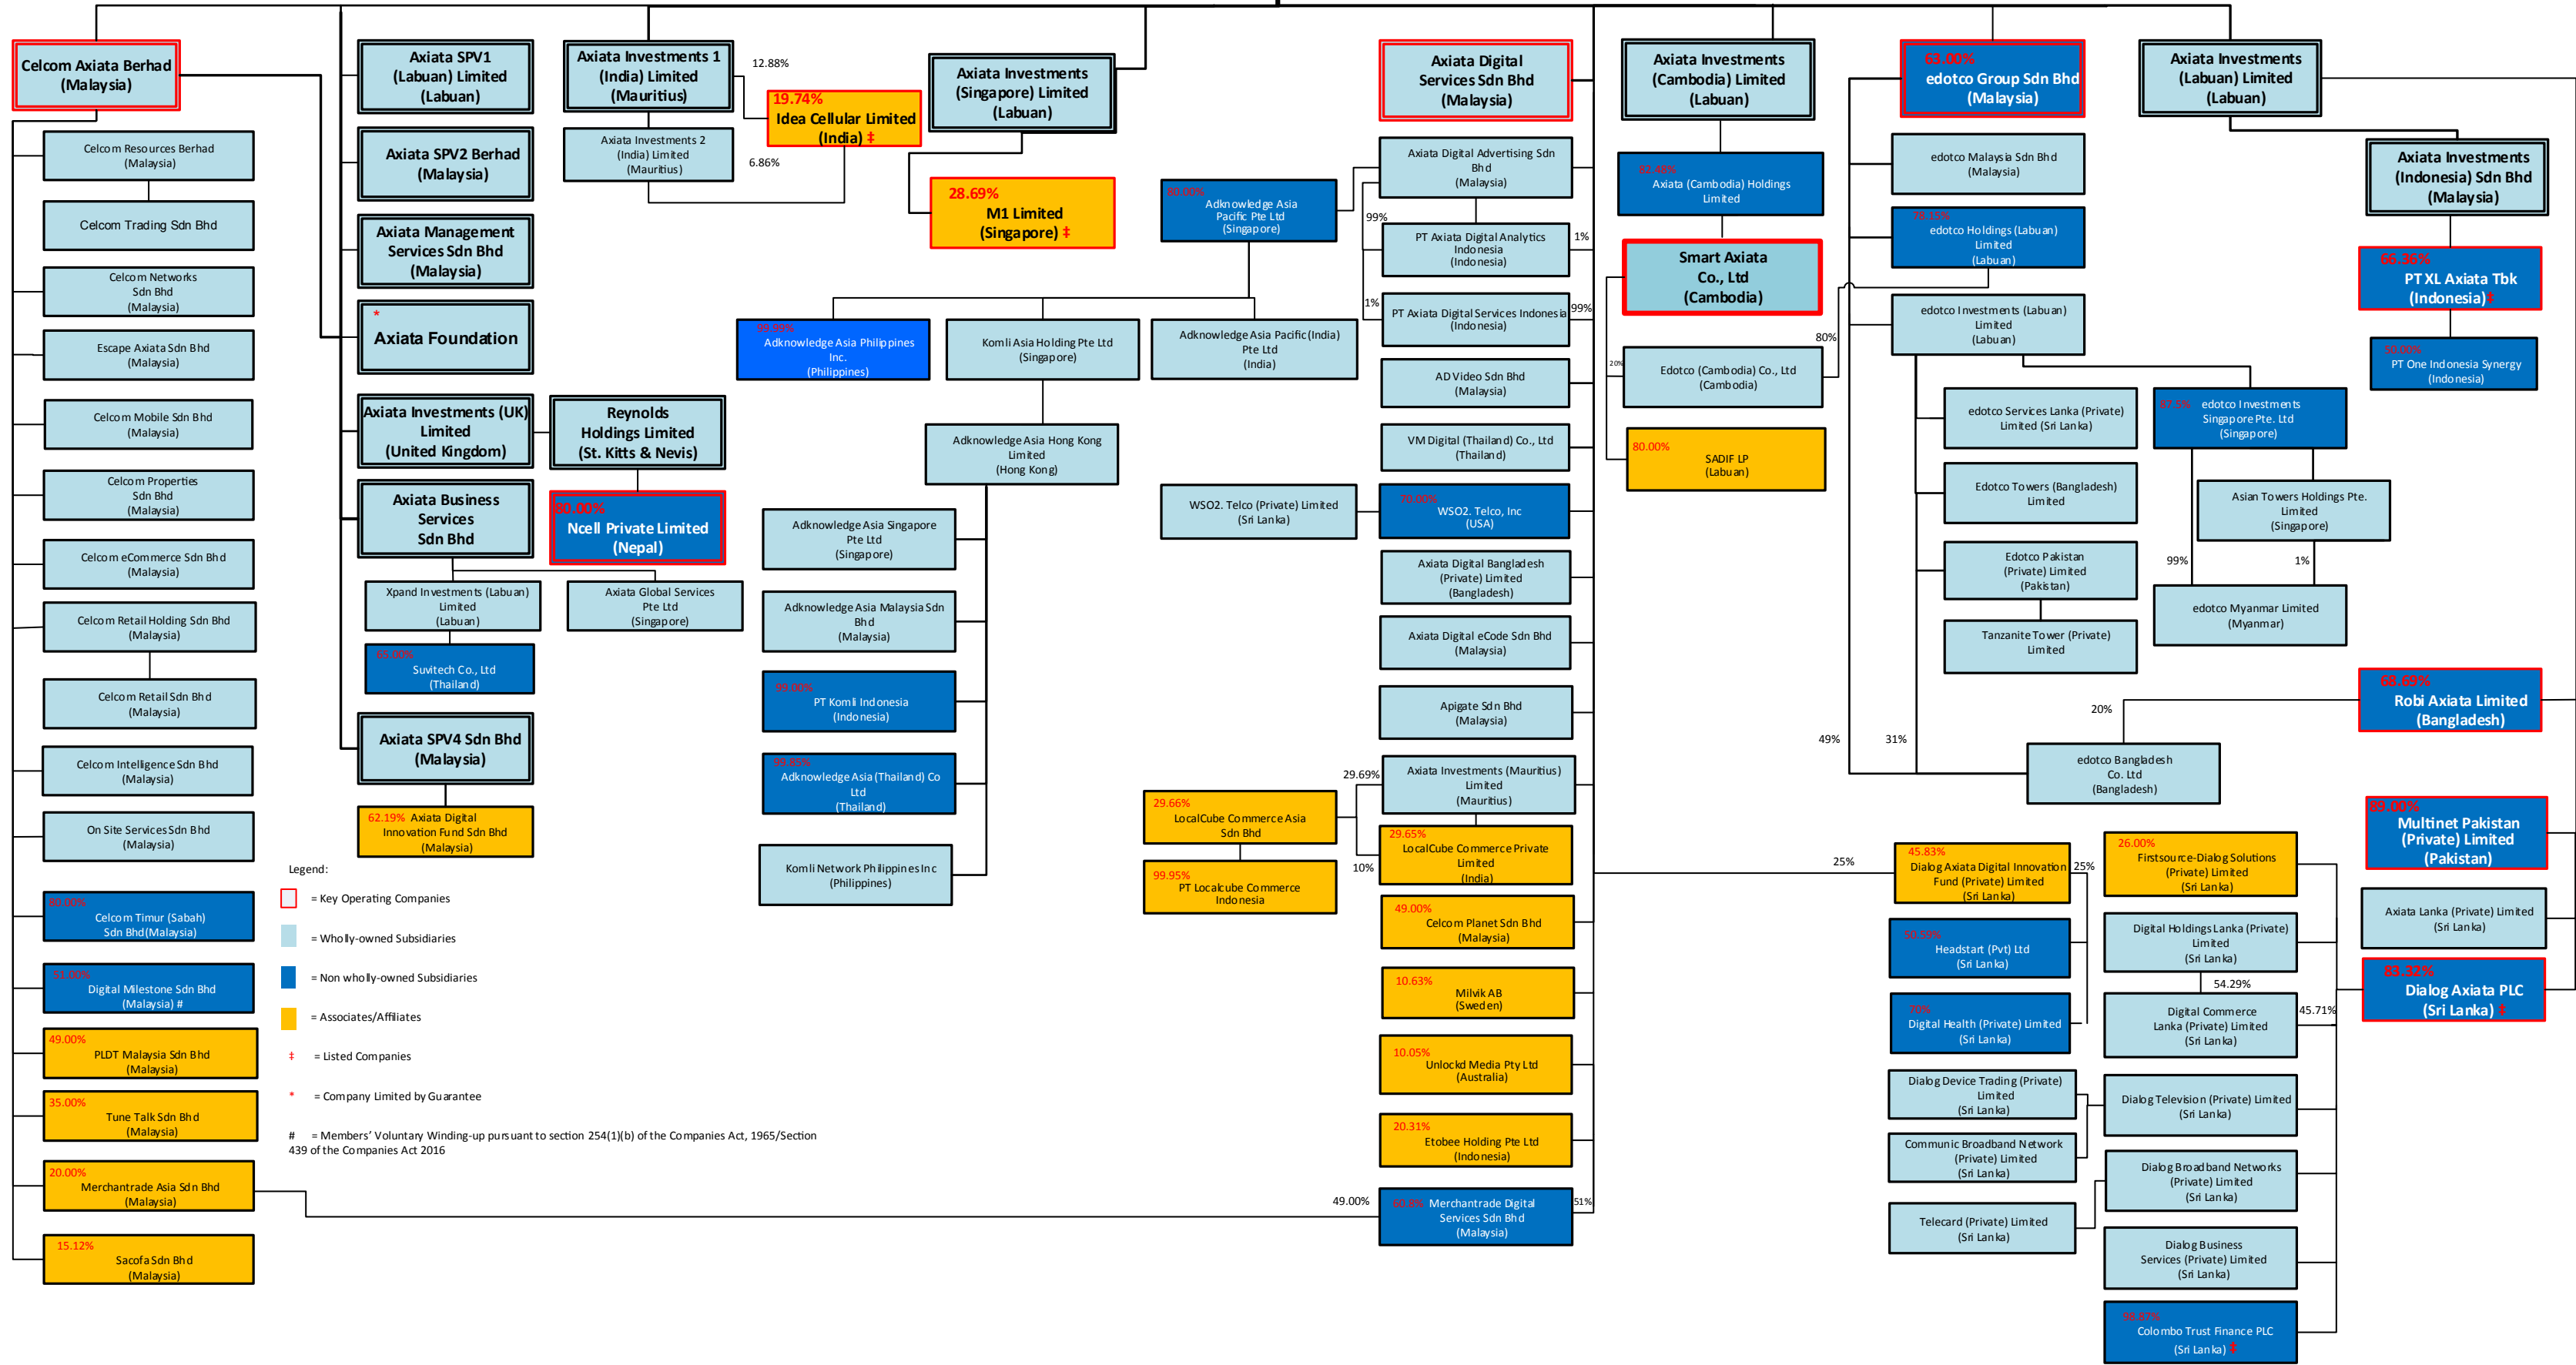 Celcom Axiata Berhad
(Malaysia)
Celcom Resources Berhad
(Malaysia)
Celcom Trading Sdn Bhd
Celcom Networks
Sdn Bhd
(Malaysia)
Escape Axiata Sdn Bhd
(Malaysia)
Celcom Mobile Sdn Bhd
(Malaysia)
Celcom Properties
Sdn Bhd
(Malaysia)
Celcom eCommerce Sdn Bhd
(Malaysia)
Celcom Retail Holding Sdn Bhd
(Malaysia)
Celcom Retail Sdn Bhd
(Malaysia)
Celcom Intelligence Sdn Bhd
(Malaysia)
On Site Services Sdn Bhd
(Malaysia)
80.00%
Celcom Timur (Sabah)
Sdn Bhd(Malaysia)
51.00%
Digital Milestone Sdn Bhd
(Malaysia) #
49.00%
PLDT Malaysia Sdn Bhd
(Malaysia)
35.00%
Tune Talk Sdn Bhd
(Malaysia)
20.00%
Merchantrade Asia Sdn Bhd
(Malaysia)
15.12%
Sacofa Sdn Bhd
(Malaysia)
Axiata SPV1
(Labuan) Limited
(Labuan)
Axiata SPV2 Berhad
(Malaysia)
Axiata Management
Services Sdn Bhd
(Malaysia)
*
Axiata Foundation
Axiata Investments (UK)
Limited
(United Kingdom)
Reynolds
Holdings Limited
(St. Kitts & Nevis)
80.00%
Ncell Private Limited
(Nepal)
Axiata Business
Services
Sdn Bhd
Xpand Investments (Labuan)
Limited
(Labuan)
Axiata Global Services
Pte Ltd
(Singapore)
65.00%
Suvitech Co., Ltd
(Thailand)
Axiata SPV4 Sdn Bhd
(Malaysia)
62.19% Axiata Digital
Innovation Fund Sdn Bhd
(Malaysia)
Legend:
= Key Operating Companies
= Wholly-owned Subsidiaries
= Non wholly-owned Subsidiaries
= Associates/Affiliates
‡ = Listed Companies
* = Company Limited by Guarantee
# = Members' Voluntary Winding-up pursuant to section 254(1)(b) of the Companies Act, 1965/Section
439 of the Companies Act 2016
Axiata Investments 1
(India) Limited
(Mauritius)
12.88%
Axiata Investments 2
(India) Limited
(Mauritius)
6.86%
19.74%
Idea Cellular Limited
(India) ‡
Axiata Investments
(Singapore) Limited
(Labuan)
28.69%
M1 Limited
(Singapore) ‡
80.00%
Adknowledge Asia
Pacific Pte Ltd
(Singapore)
99.99%
Adknowledge Asia Philippines
Inc.
(Philippines)
Komli Asia Holding Pte Ltd
(Singapore)
Adknowledge Asia Pacific (India)
Pte Ltd
(India)
Adknowledge Asia Hong Kong
Limited
(Hong Kong)
Adknowledge Asia Singapore
Pte Ltd
(Singapore)
Adknowledge Asia Malaysia Sdn
Bhd
(Malaysia)
99.00%
PT Komli Indonesia
(Indonesia)
99.85%
Adknowledge Asia (Thailand) Co
Ltd
(Thailand)
Komli Network Philippines Inc
(Philippines)
Axiata Digital
Services Sdn Bhd
(Malaysia)
Axiata Digital Advertising Sdn
Bhd
(Malaysia)
99%
PT Axiata Digital Analytics
Indonesia
(Indonesia)
1%
1%
PT Axiata Digital Services Indonesia
(Indonesia)
99%
AD Video Sdn Bhd
(Malaysia)
VM Digital (Thailand) Co., Ltd
(Thailand)
WSO2. Telco (Private) Limited
(Sri Lanka)
70.00%
WSO2. Telco, Inc
(USA)
Axiata Digital Bangladesh
(Private) Limited
(Bangladesh)
Axiata Digital eCode Sdn Bhd
(Malaysia)
Apigate Sdn Bhd
(Malaysia)
Axiata Investments (Mauritius)
Limited
(Mauritius)
29.69%
29.66%
LocalCube Commerce Asia
Sdn Bhd
10%
29.65%
LocalCube Commerce Private
Limited
(India)
99.95%
PT Localcube Commerce
Indonesia
49.00%
Celcom Planet Sdn Bhd
(Malaysia)
10.63%
Milvik AB
(Sweden)
10.05%
Unlockd Media Pty Ltd
(Australia)
20.31%
Etobee Holding Pte Ltd
(Indonesia)
49.00%
60.8% Merchantrade Digital
Services Sdn Bhd
(Malaysia)
51%
Axiata Investments
(Cambodia) Limited
(Labuan)
82.48%
Axiata (Cambodia) Holdings
Limited
Smart Axiata
Co., Ltd
(Cambodia)
20%
Edotco (Cambodia) Co., Ltd
(Cambodia)
80%
80.00%
SADIF LP
(Labuan)
63.00%
edotco Group Sdn Bhd
(Malaysia)
edotco Malaysia Sdn Bhd
(Malaysia)
edotco Holdings (Labuan)
Limited
(Labuan)
edotco Investments (Labuan)
Limited
(Labuan)
edotco Services Lanka (Private)
Limited (Sri Lanka)
Edotco Towers (Bangladesh)
Limited
Edotco Pakistan
(Private) Limited
(Pakistan)
Tanzanite Tower (Private)
Limited
87.5% edotco Investments
Singapore Pte. Ltd
(Singapore)
Asian Towers Holdings Pte.
Limited
(Singapore)
99%
1%
edotco Myanmar Limited
(Myanmar)
49%
31%
20%
edotco Bangladesh
Co. Ltd
(Bangladesh)
Axiata Investments
(Labuan) Limited
(Labuan)
Axiata Investments
(Indonesia) Sdn Bhd
(Malaysia)
66.36%
PT XL Axiata Tbk
(Indonesia)‡
50.00%
PT One Indonesia Synergy
(Indonesia)
68.69%
Robi Axiata Limited
(Bangladesh)
89.00%
Multinet Pakistan
(Private) Limited
(Pakistan)
Axiata Lanka (Private) Limited
(Sri Lanka)
83.32%
Dialog Axiata PLC
(Sri Lanka) ‡
25%
45.83%
Dialog Axiata Digital Innovation
Fund (Private) Limited
(Sri Lanka)
25%
50.59%
Headstart (Pvt) Ltd
(Sri Lanka)
70%
Digital Health (Private) Limited
(Sri Lanka)
26.00%
Firstsource-Dialog Solutions
(Private) Limited
(Sri Lanka)
Digital Holdings Lanka (Private)
Limited
(Sri Lanka)
54.29%
Digital Commerce
Lanka (Private) Limited
(Sri Lanka)
45.71%
Dialog Device Trading (Private)
Limited
(Sri Lanka)
Communic Broadband Network
(Private) Limited
(Sri Lanka)
Dialog Television (Private) Limited
(Sri Lanka)
Dialog Broadband Networks
(Private) Limited
(Sri Lanka)
Telecard (Private) Limited
(Sri Lanka)
Dialog Business
Services (Private) Limited
(Sri Lanka)
Colombo Trust Finance PLC
(Sri Lanka) ‡